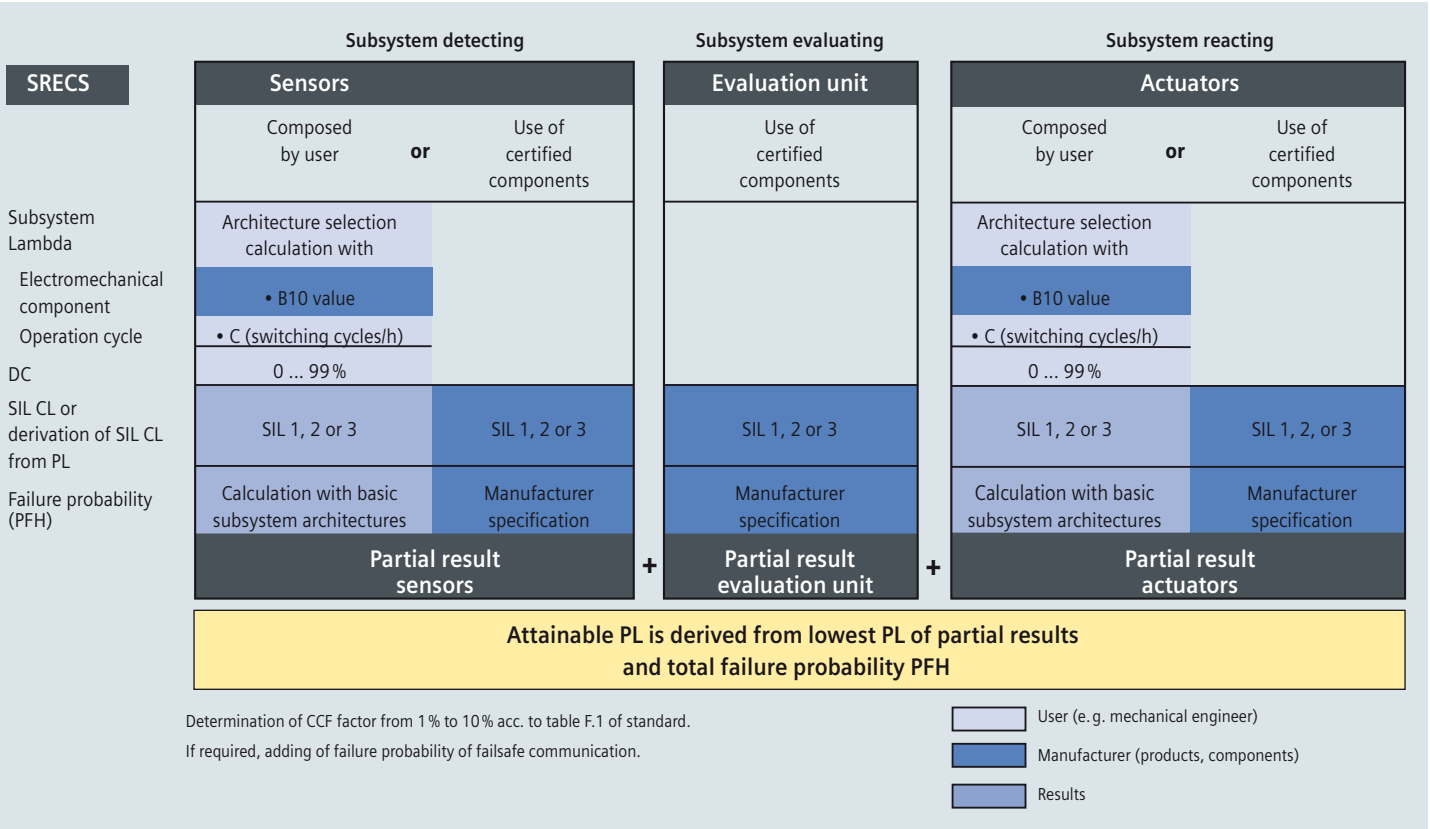 Subsystem detecting
Subsystem evaluating
Subsystem reacting
SRECS
Sensors
Evaluation unit
Actuators
Composed
by user
or
Use of
certified
components
Use of
certified
components
Composed
by user
or
Use of
certified
components
Subsystem
Lambda
Architecture selection
calculation with
Architecture selection
calculation with
Electromechanical
component
• B10 value
• B10 value
Operation cycle
• C (switching cycles/h)
• C (switching cycles/h)
DC
0 ... 99 %
0 ... 99 %
SIL CL or
derivation of SIL CL
from PL
SIL 1, 2 or 3
SIL 1, 2 or 3
SIL 1, 2 or 3
SIL 1, 2 or 3
SIL 1, 2, or 3
Failure probability
(PFH)
Calculation with basic
subsystem architectures
Manufacturer
specification
Manufacturer
specification
Calculation with basic
subsystem architectures
Manufacturer
specification
Partial result
sensors
+
Partial result
evaluation unit
+
Partial result
actuators
Attainable PL is derived from lowest PL of partial results
and total failure probability PFH
Determination of CCF factor from 1 % to 10 % acc. to table F.1 of standard.
If required, adding of failure probability of failsafe communication.
User (e. g. mechanical engineer)
Manufacturer (products, components)
Results